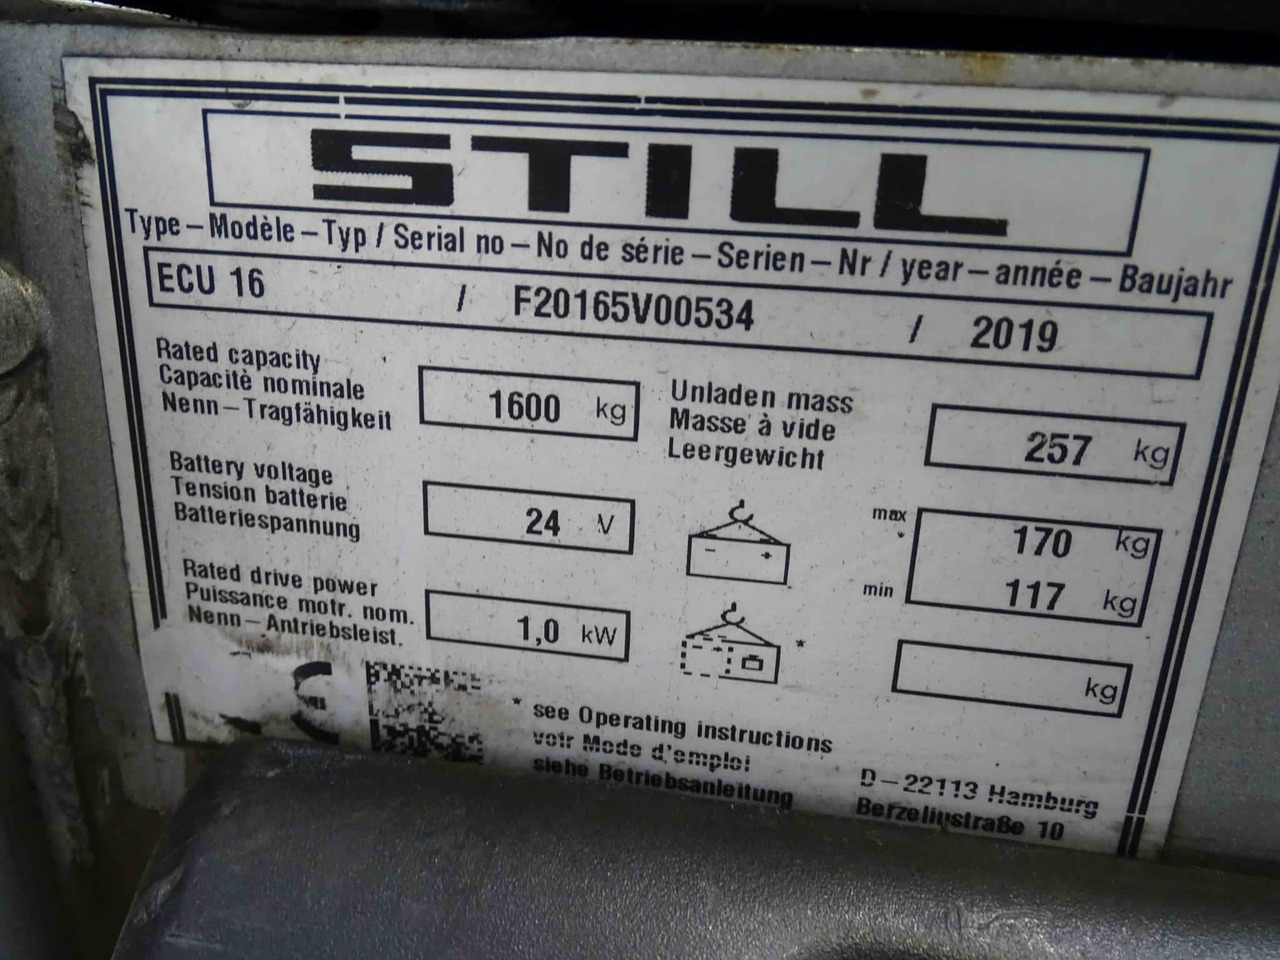 STILL
Type – Modèle – Typ / Serial no – No de série – Serien – Nr / year – année – Baujahr
ECU 16 / F20165V00534 / 2019
Rated capacity
Capacitè nominale
Nenn – Tragfähigkeit
1600 kg
Unladen mass
Masse à vide
Leergewicht
257 kg
Battery voltage
Tension batterie
Batteriespannung
24 V
- +
max
*
170 kg
min
117 kg
Rated drive power
Puissance motr. nom.
Nenn – Antriebsleist.
1,0 kW
- +
*
kg
CE
* see Operating instructions
voir Mode d'emploi
siehe Betriebsanleitung
D – 22113 Hamburg
Berzeliustraße 10